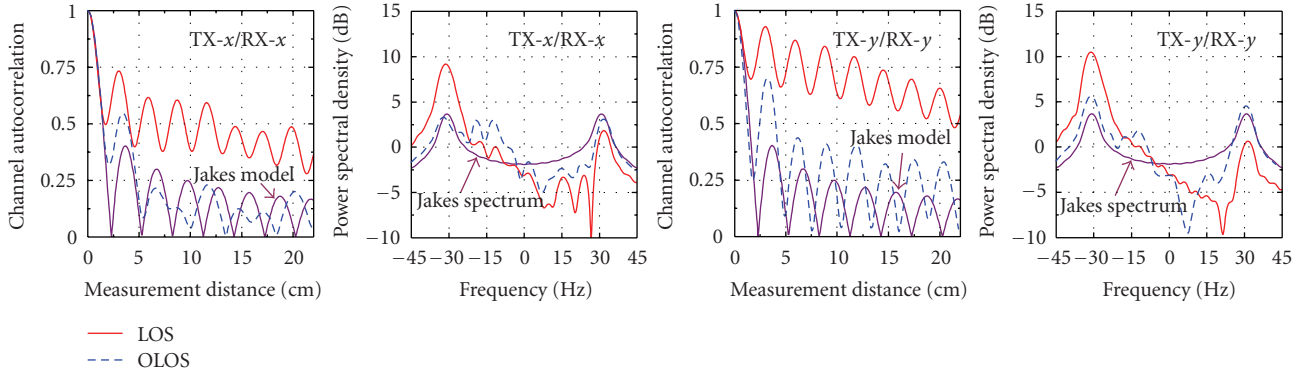 Channel autocorrelation
1
0.75
0.5
0.25
0
TX-x/RX-x
Jakes model
0 5 10 15 20
Measurement distance (cm)
Power spectral density (dB)
15
10
5
0
−5
−10
TX-x/RX-x
Jakes spectrum
−45 −30 −15 0 15 30 45
Frequency (Hz)
Channel autocorrelation
1
0.75
0.5
0.25
0
TX-y/RX-y
Jakes model
0 5 10 15 20
Measurement distance (cm)
Power spectral density (dB)
15
10
5
0
−5
−10
TX-y/RX-y
Jakes spectrum
−45 −30 −15 0 15 30 45
Frequency (Hz)
LOS
OLOS